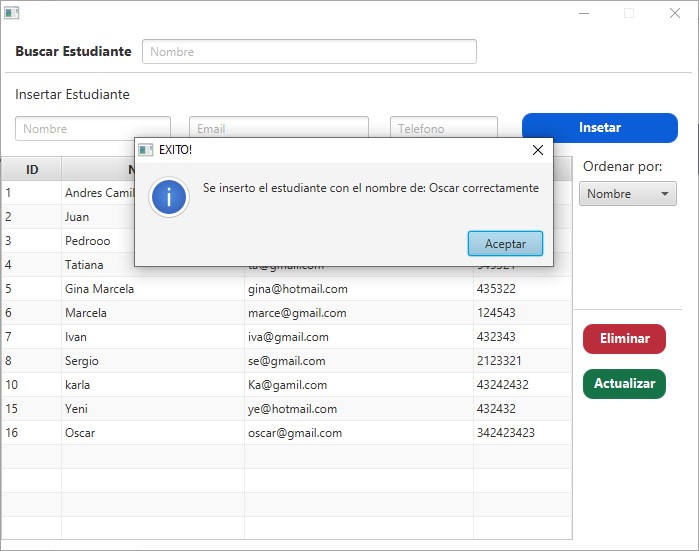 Buscar Estudiante Nombre
Insertar Estudiante
Nombre Email Telefono Insetar
EXITO!
Se inserto el estudiante con el nombre de: Oscar correctamente
Aceptar
ID
Ordenar por:
Nombre
1 Andres Camil
2 Juan
3 Pedrooo
4 Tatiana ta@gmail.com 543321
5 Gina Marcela gina@hotmail.com 435322
6 Marcela marce@gmail.com 124543
7 Ivan iva@gmail.com 432343
Eliminar
8 Sergio se@gmail.com 2123321
10 karla Ka@gamil.com 43242432
Actualizar
15 Yeni ye@hotmail.com 432432
16 Oscar oscar@gmail.com 342423423